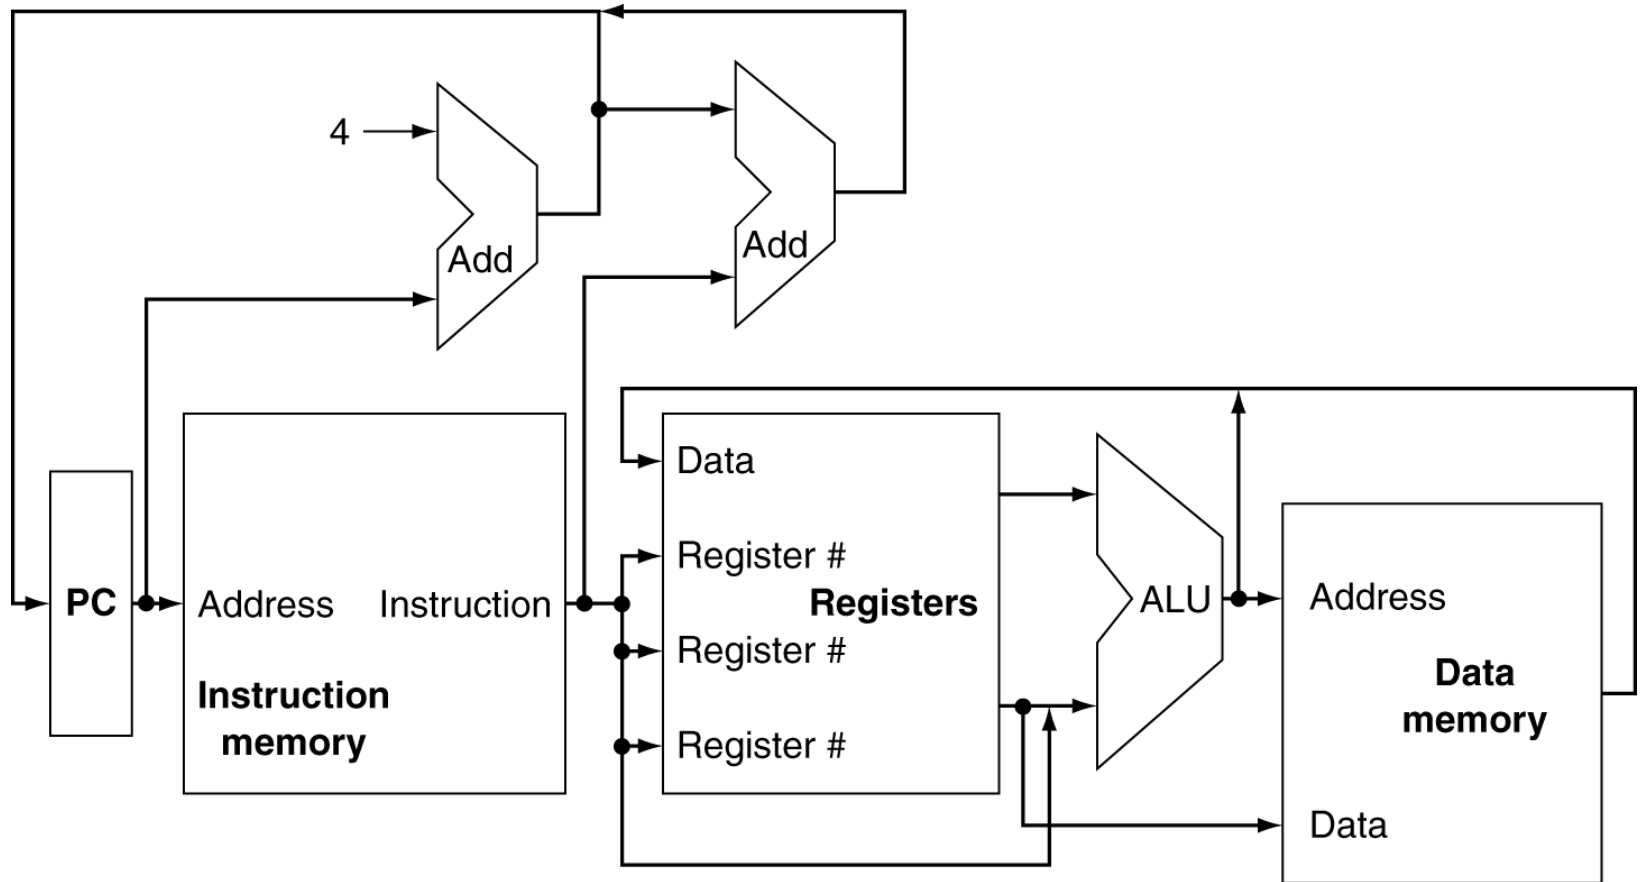 4
Add
Add
Data
Register #
PC
Address
Instruction
Registers
ALU
Address
Register #
Instruction
memory
Data
memory
Register #
Data